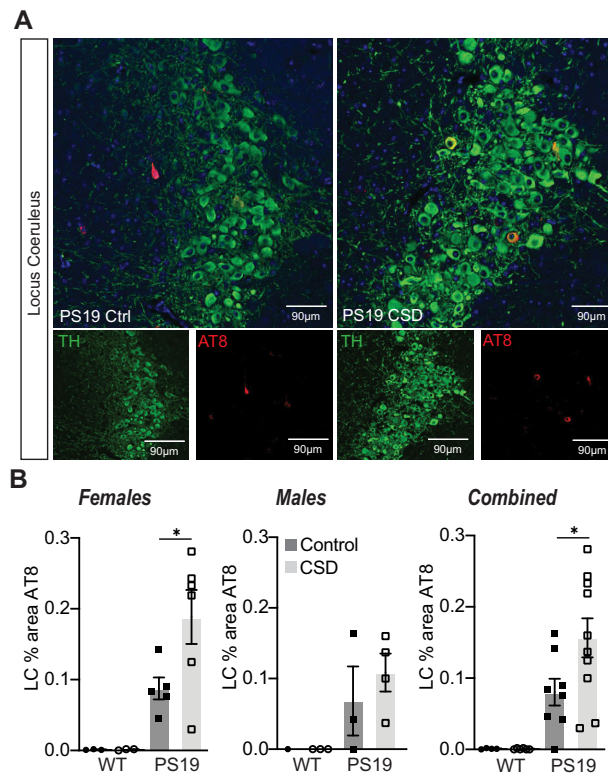 A
Locus Coeruleus
PS19 Ctrl
90µm
PS19 CSD
90µm
TH
90µm
AT8
90µm
TH
90µm
AT8
90µm
B
Females
Males
Combined
LC % area AT8
0.3
0.2
0.1
0.0
*
WT
PS19
LC % area AT8
0.3
0.2
0.1
0.0
Control
CSD
WT
PS19
LC % area AT8
0.3
0.2
0.1
0.0
*
WT
PS19